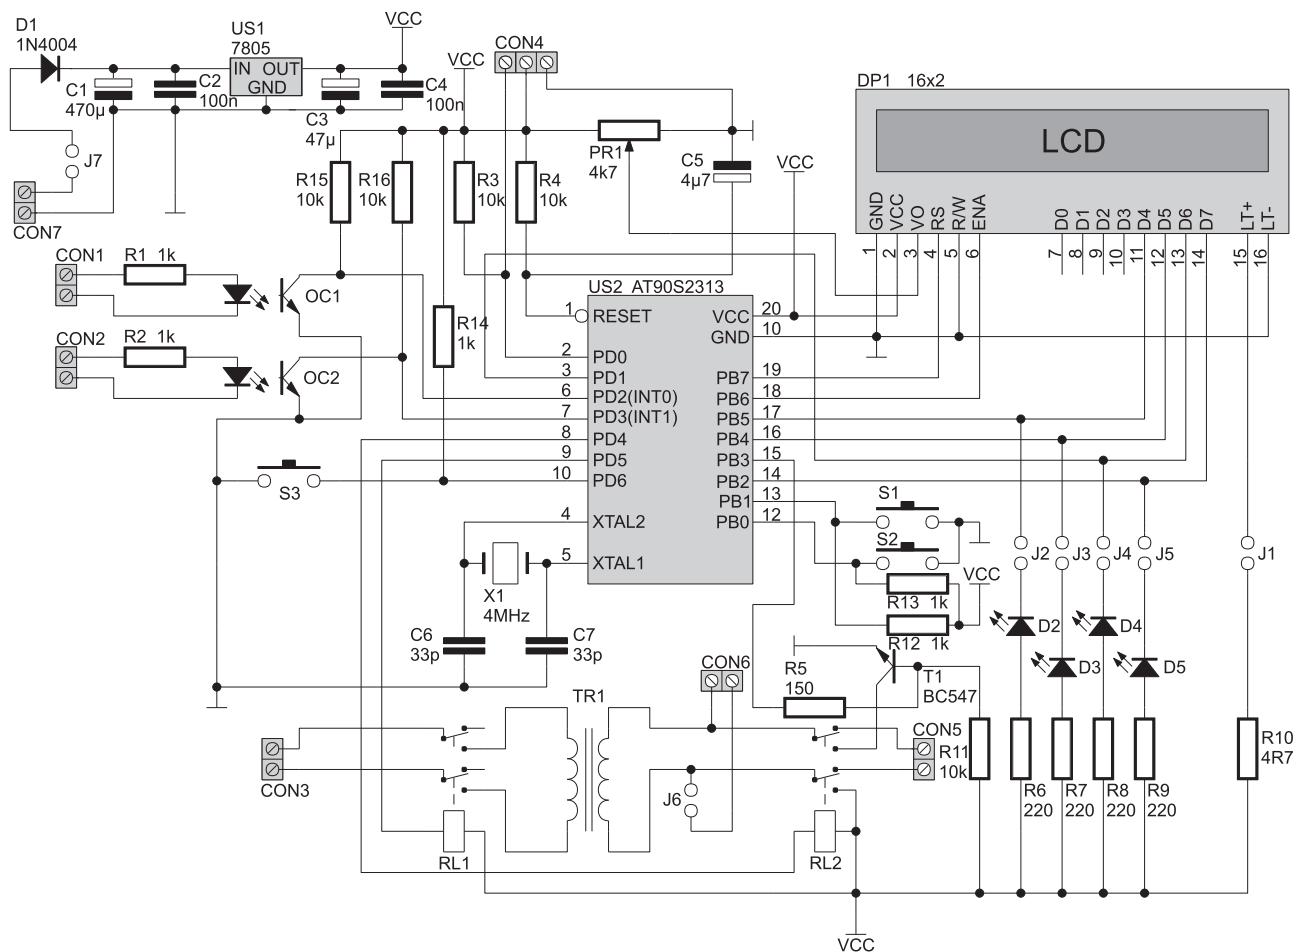 D1
1N4004
US1
7805
IN OUT
GND
VCC
C1
470µ
C2
100n
C3
47µ
C4
100n
J7
CON7
VCC
CON4
PR1
4k7
C5
4µ7
VCC
DP1 16x2
LCD
GND
VCC
VO
RS
R/W
ENA
D0
D1
D2
D3
D4
D5
D6
D7
LT+
LT-
1
2
3
4
5
6
7
8
9
10
11
12
13
14
15
16
R15
10k
R16
10k
R3
10k
R4
10k
CON1
R1 1k
OC1
CON2
R2 1k
OC2
R14
1k
S3
US2 AT90S2313
1 RESET
2 PD0
3 PD1
6 PD2(INT0)
7 PD3(INT1)
8 PD4
9 PD5
10 PD6
4 XTAL2
5 XTAL1
VCC 20
GND 10
PB7 19
PB6 18
PB5 17
PB4 16
PB3 15
PB2 14
PB1 13
PB0 12
X1
4MHz
C6
33p
C7
33p
S1
S2
R13 1k
R12 1k
VCC
J2
J3
J4
J5
J1
D2
D3
D4
D5
T1
BC547
R5
150
CON6
TR1
CON3
J6
CON5
R11
10k
R6
220
R7
220
R8
220
R9
220
R10
4R7
RL1
RL2
VCC